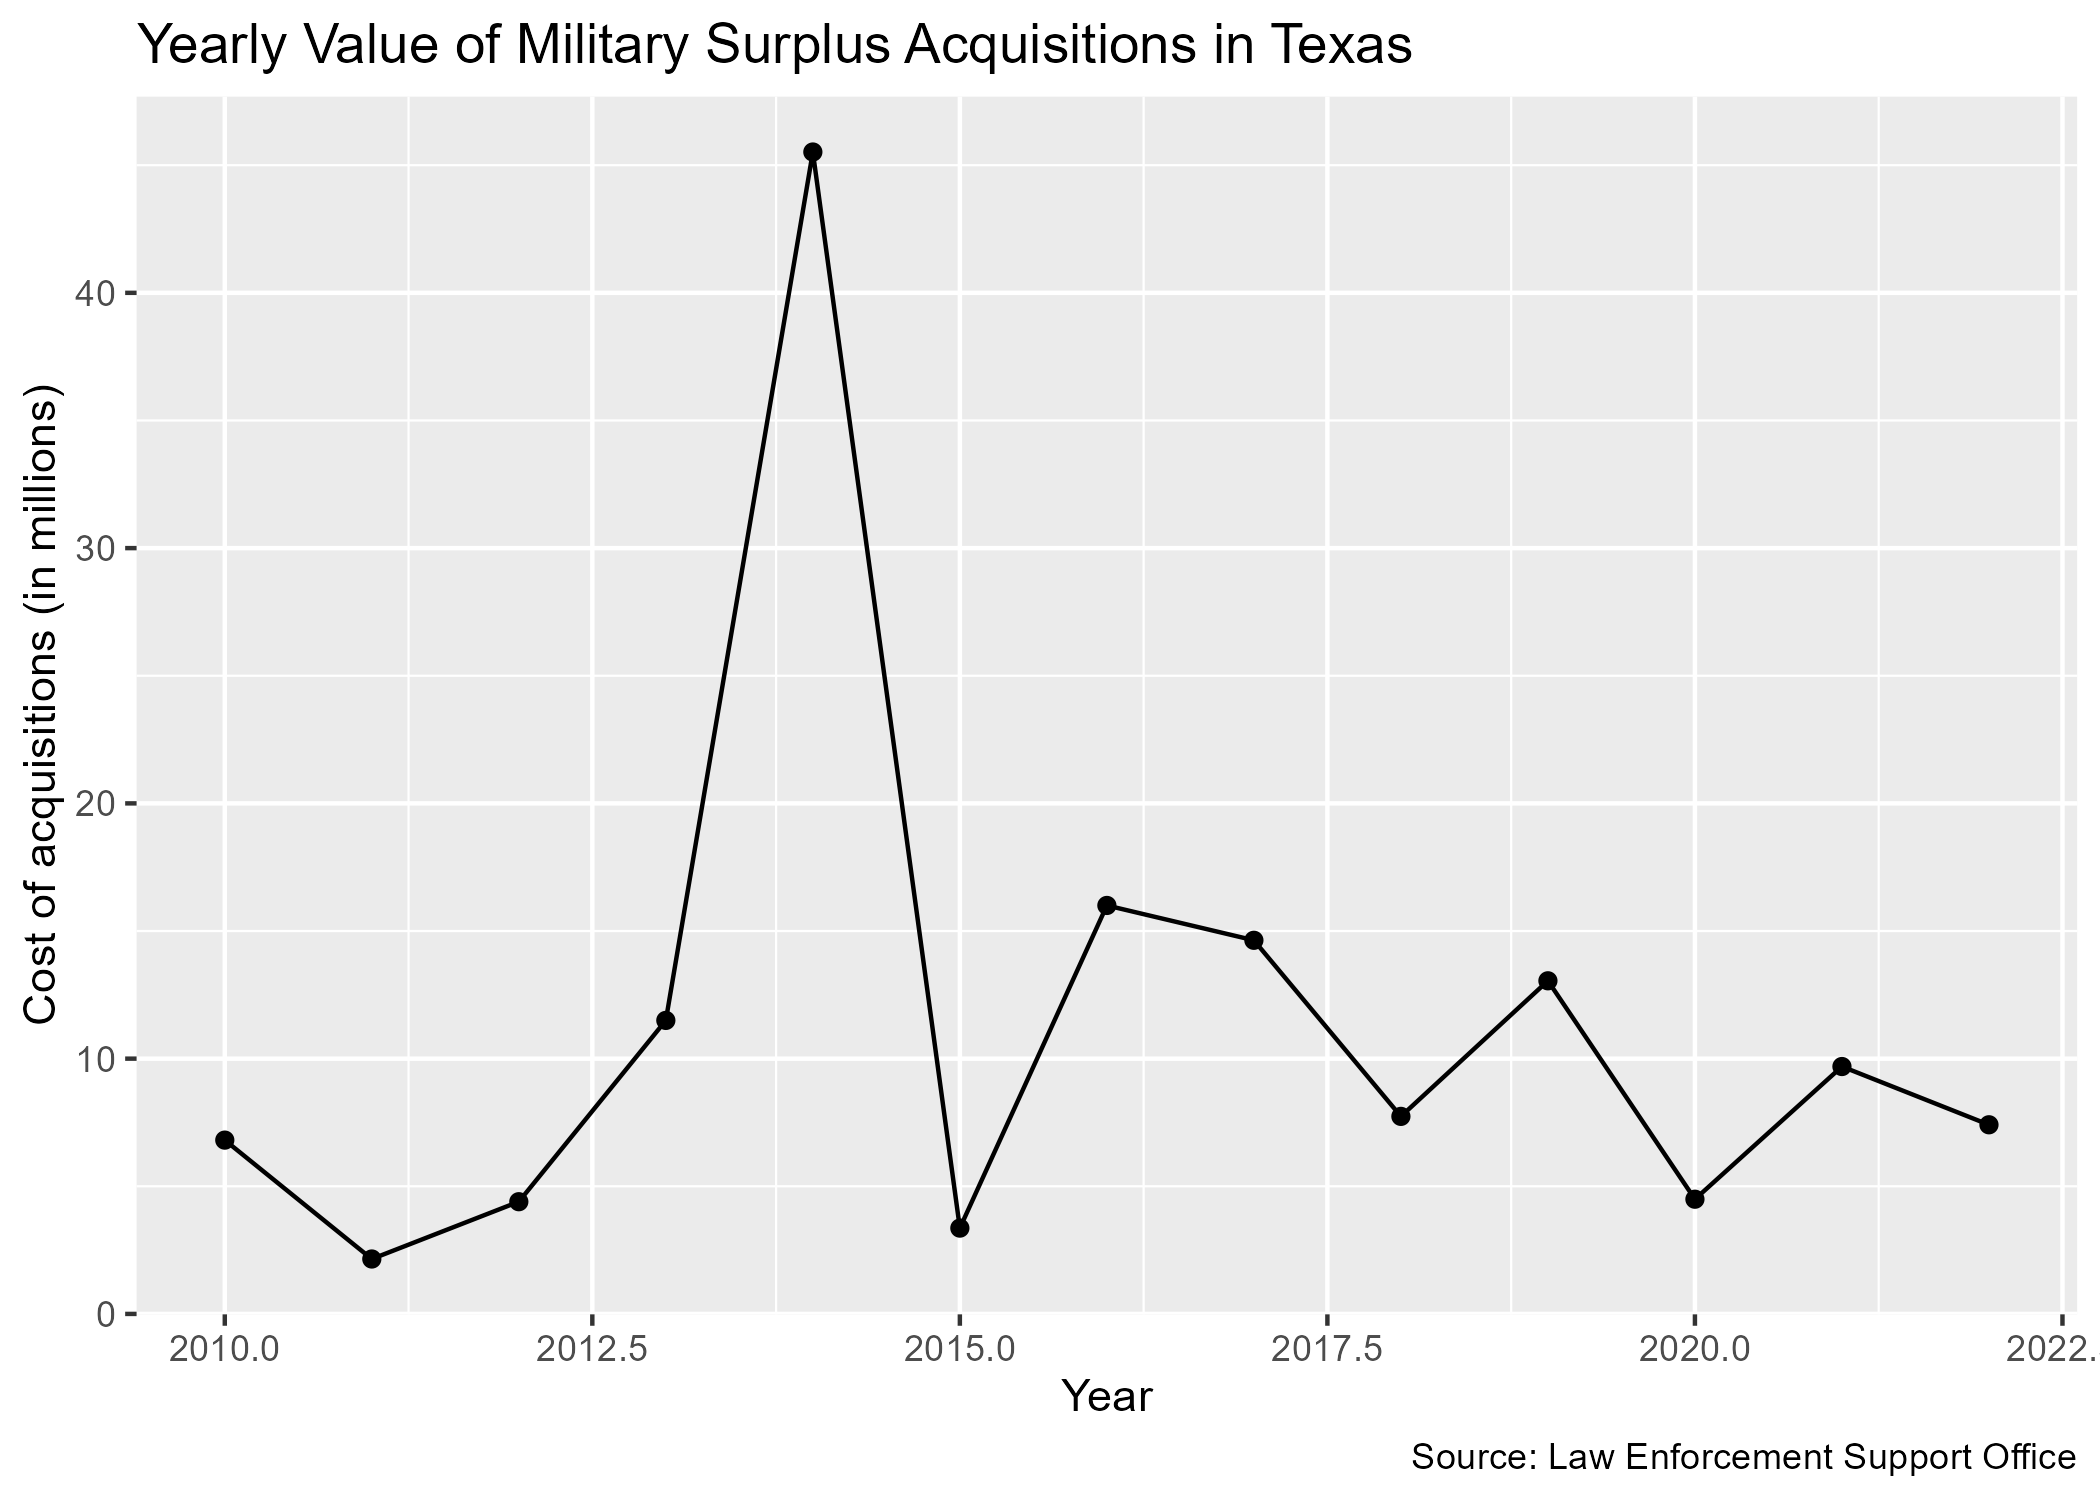 Yearly Value of Military Surplus Acquisitions in Texas
Cost of acquisitions (in millions)
40
30
20
10
0
2010.0
2012.5
2015.0
2017.5
2020.0
2022.
Year
Source: Law Enforcement Support Office